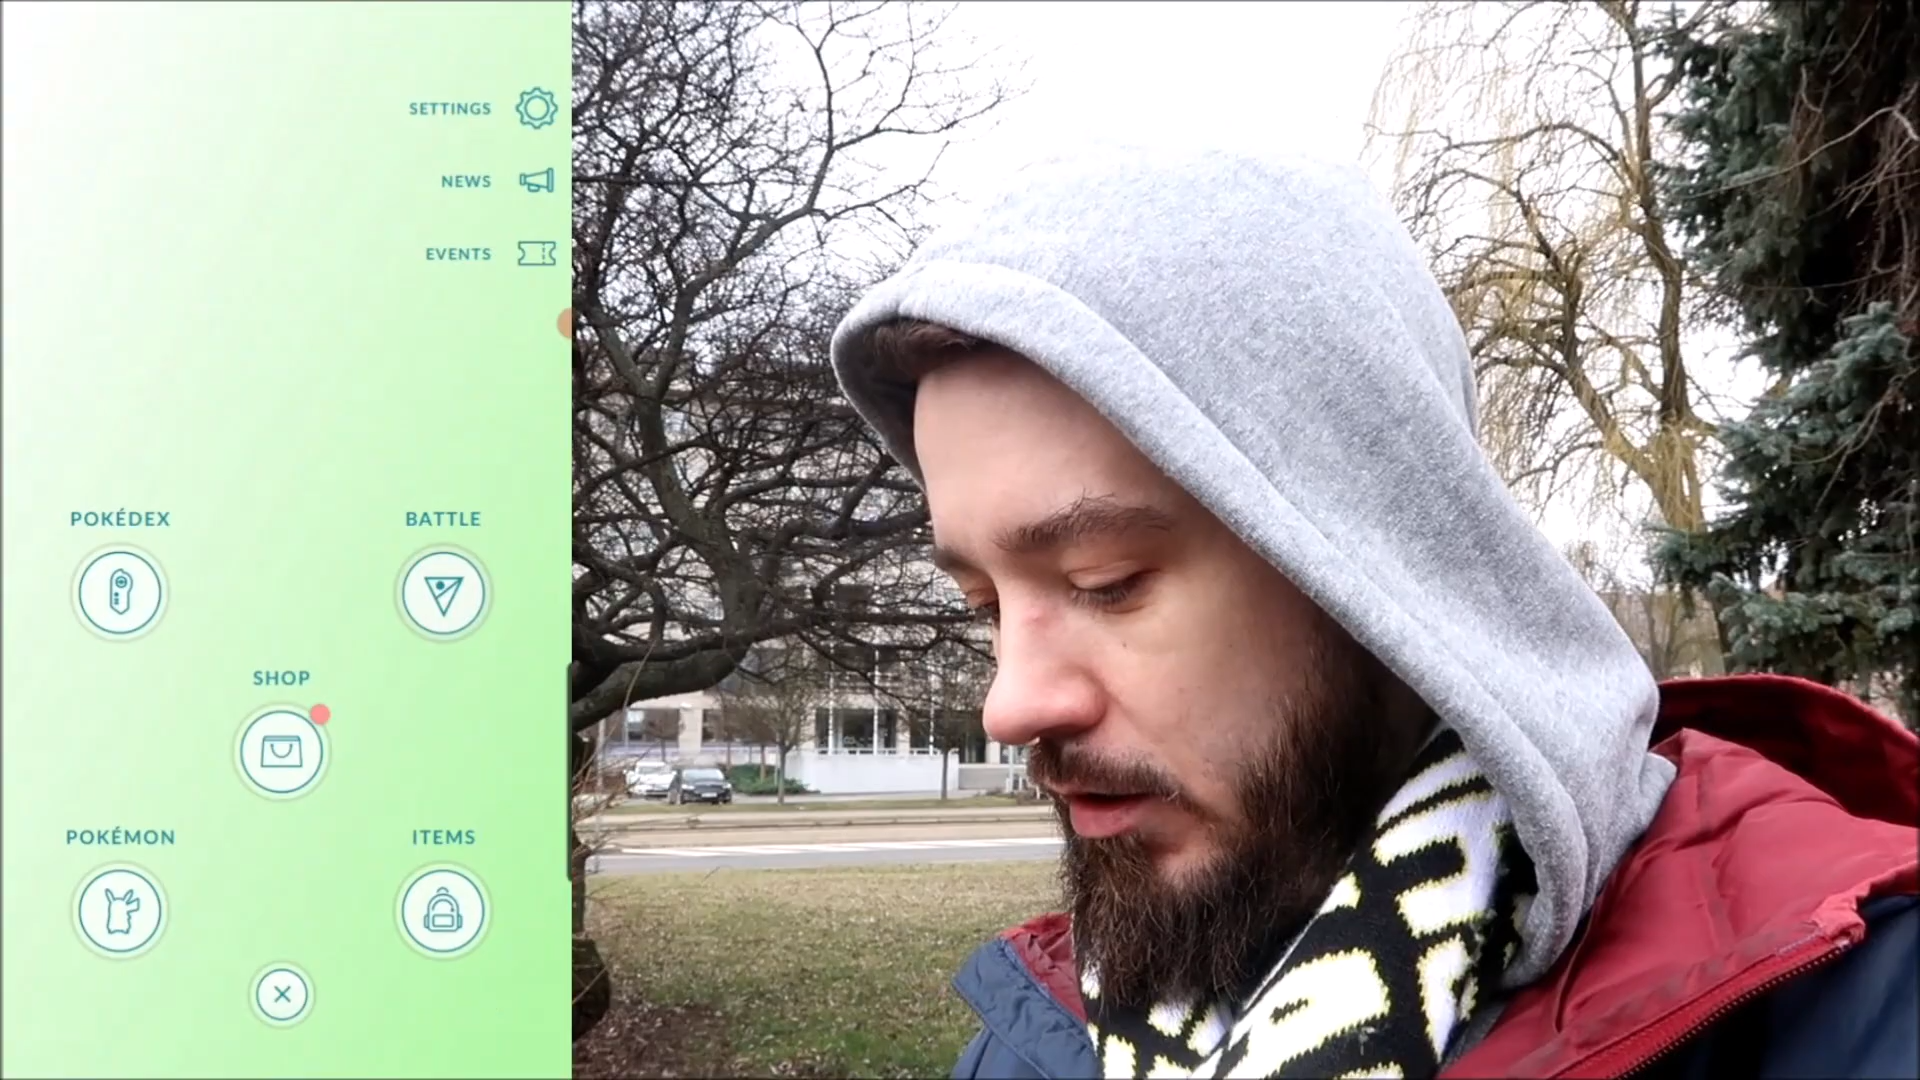 SETTINGS
NEWS
EVENTS
POKÉDEX
BATTLE
SHOP
POKÉMON
ITEMS